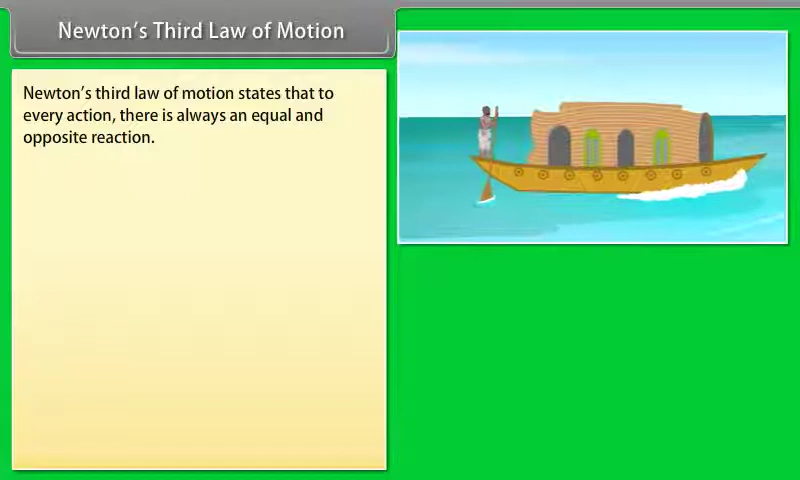 Newton's Third Law of Motion
Newton's third law of motion states that to
every action, there is always an equal and
opposite reaction.